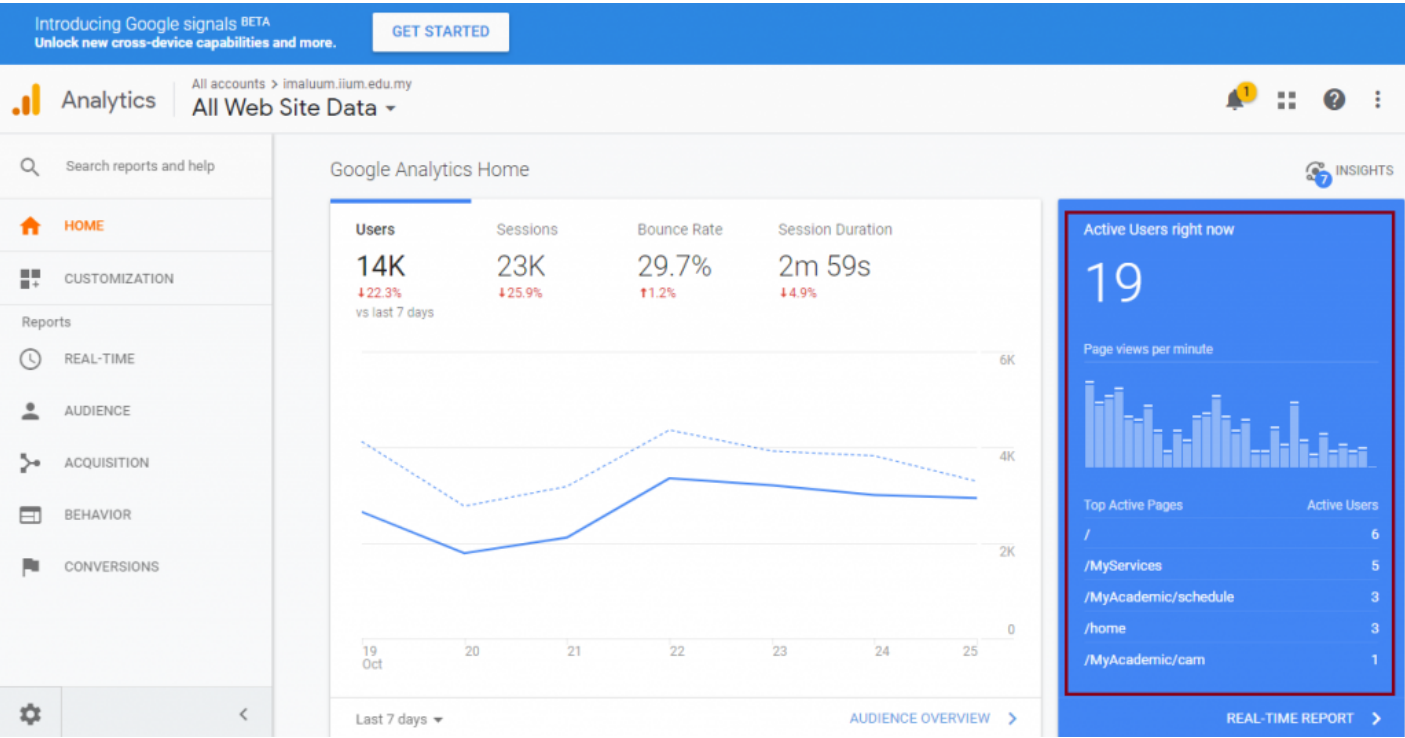 Introducing Google signals BETA
Unlock new cross-device capabilities and more.
GET STARTED
Analytics
All accounts > imaluum.iium.edu.my
All Web Site Data
1
Search reports and help
HOME
CUSTOMIZATION
Reports
REAL-TIME
AUDIENCE
ACQUISITION
BEHAVIOR
CONVERSIONS
Google Analytics Home
7 INSIGHTS
Users Sessions Bounce Rate Session Duration
14K 23K 29.7% 2m 59s
↓22.3% ↓25.9% ↑1.2% ↓4.9%
vs last 7 days
6K
4K
2K
0
19 20 21 22 23 24 25
Oct
Last 7 days
AUDIENCE OVERVIEW >
Active Users right now
19
Page views per minute
Top Active Pages Active Users
/ 6
/MyServices 5
/MyAcademic/schedule 3
/home 3
/MyAcademic/cam 1
REAL-TIME REPORT >